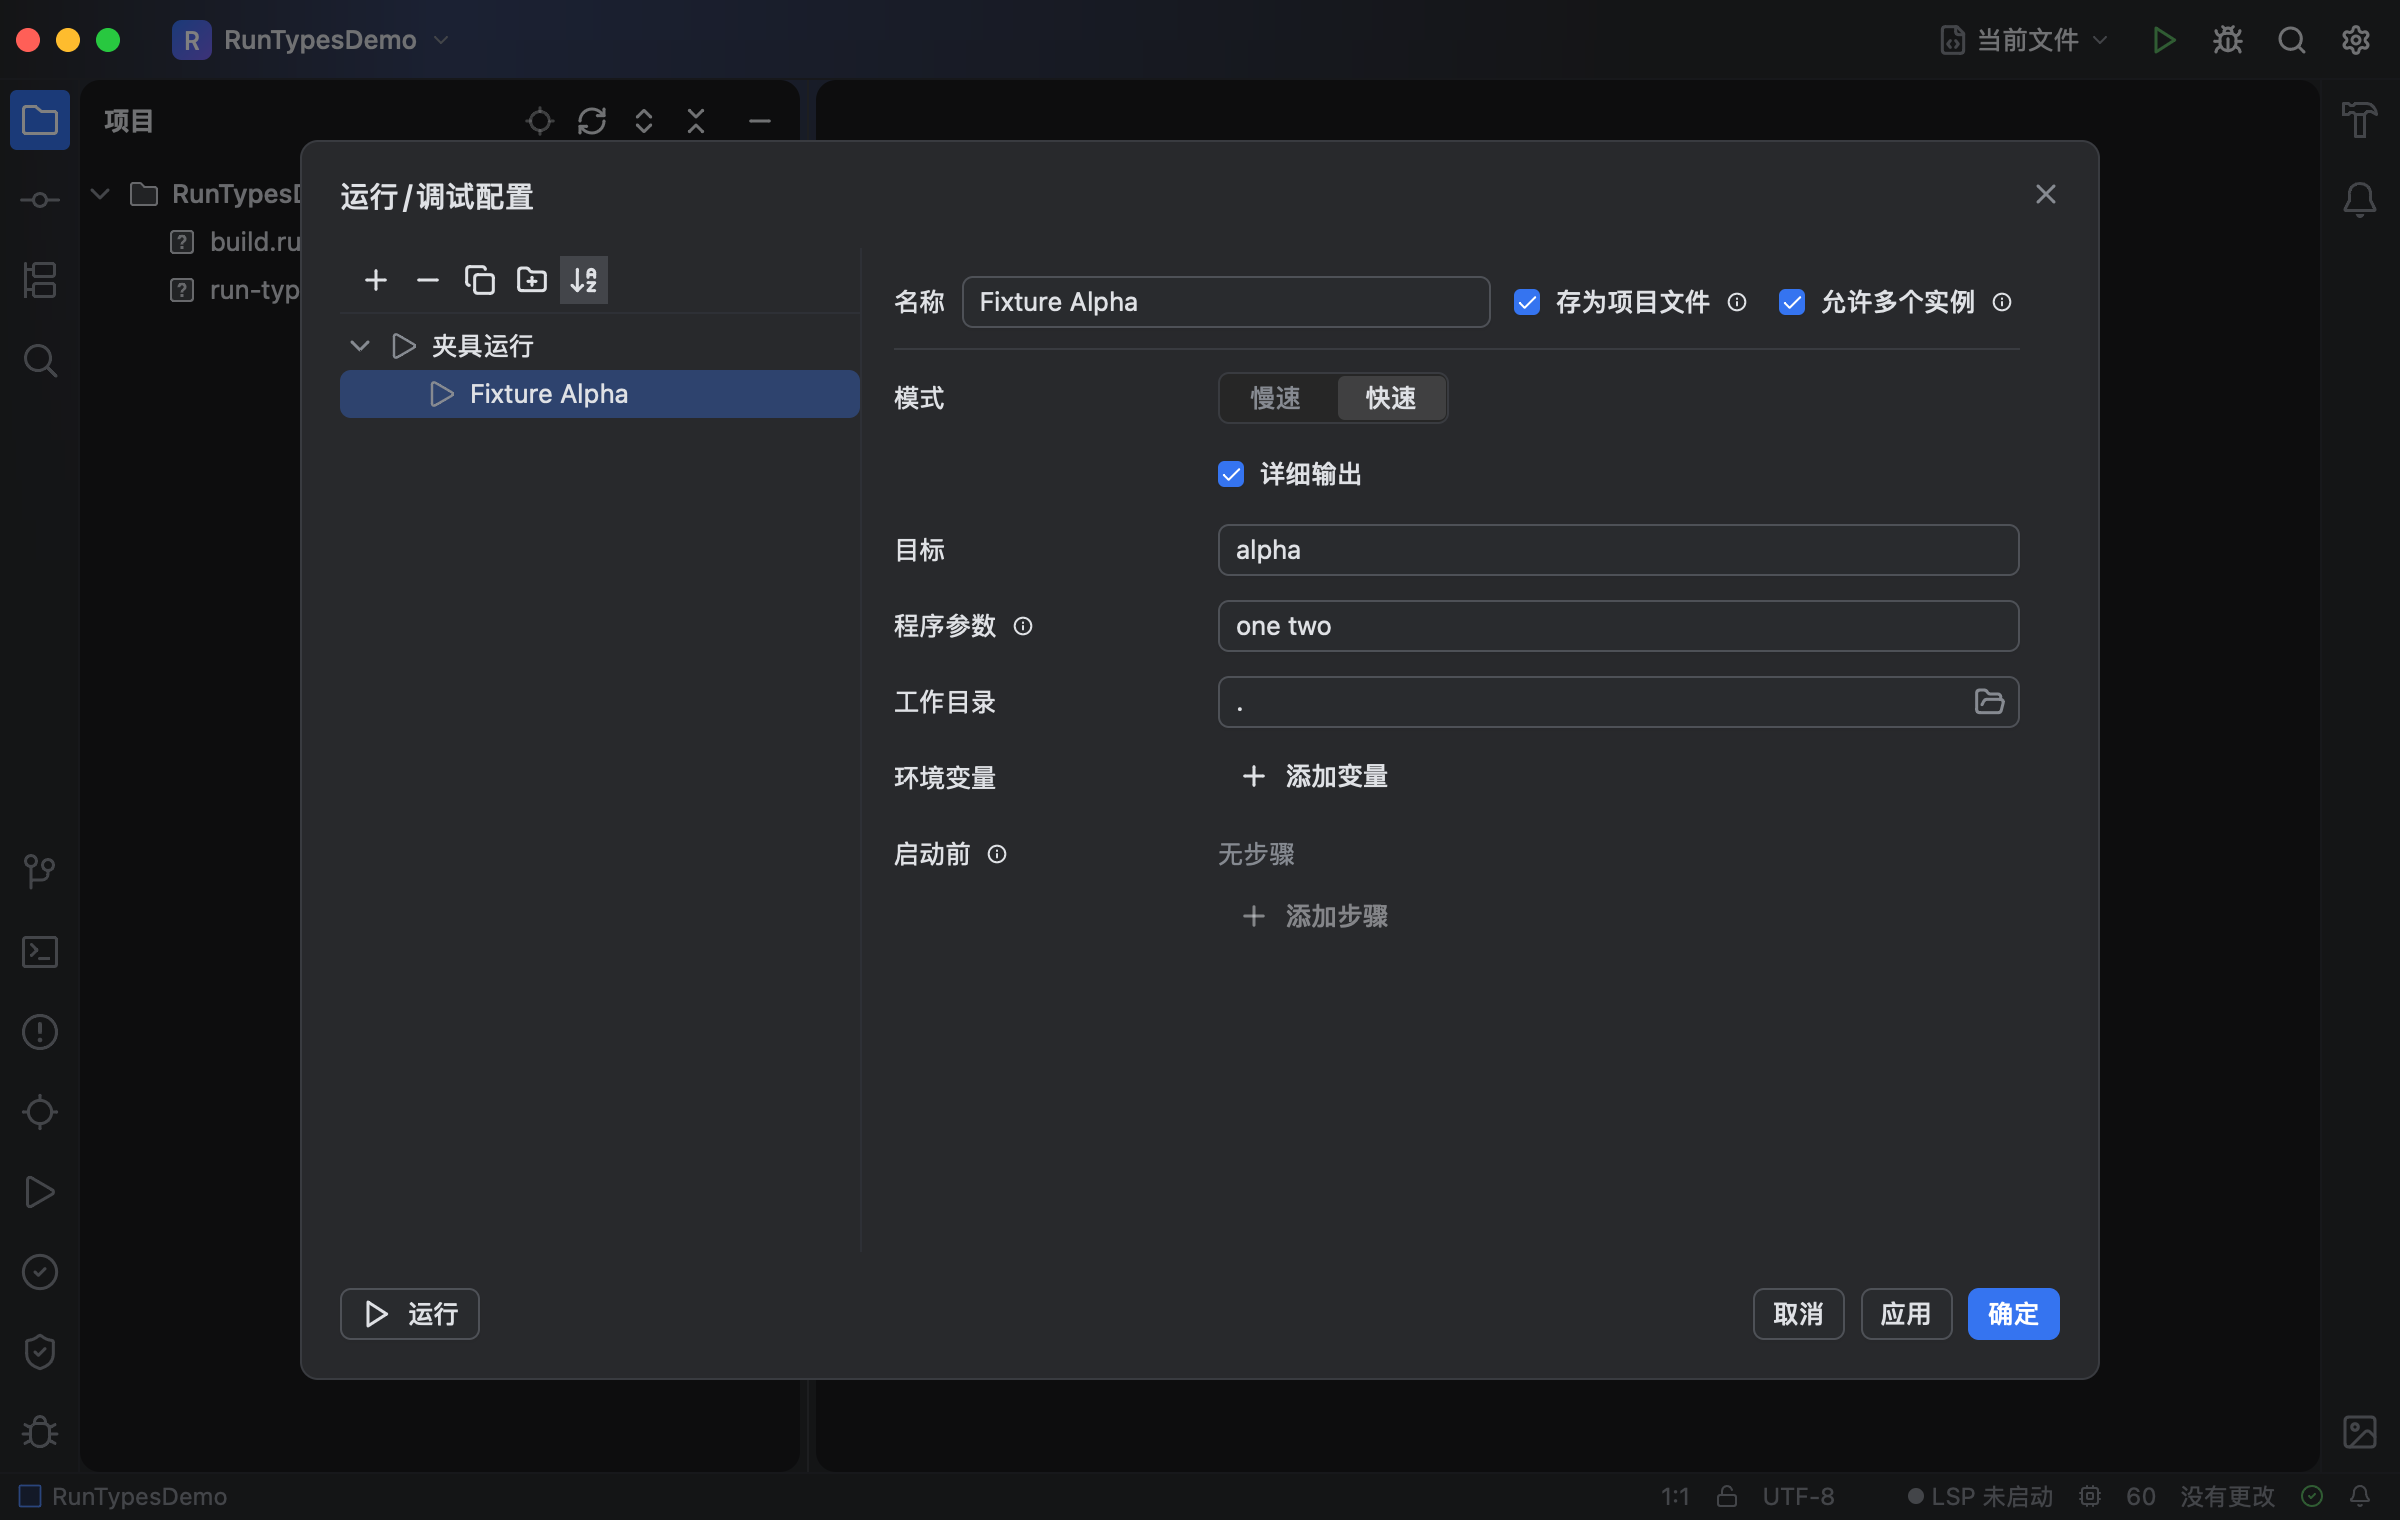 R RunTypesDemo
当前文件
项目
RunTypesD
build.ru
run-typ
运行/调试配置
夹具运行
Fixture Alpha
名称 Fixture Alpha 存为项目文件 允许多个实例
模式 慢速 快速
详细输出
目标 alpha
程序参数 one two
工作目录 .
环境变量 添加变量
启动前 无步骤
添加步骤
运行 取消 应用 确定
RunTypesDemo 1:1 UTF-8 LSP 未启动 60 没有更改